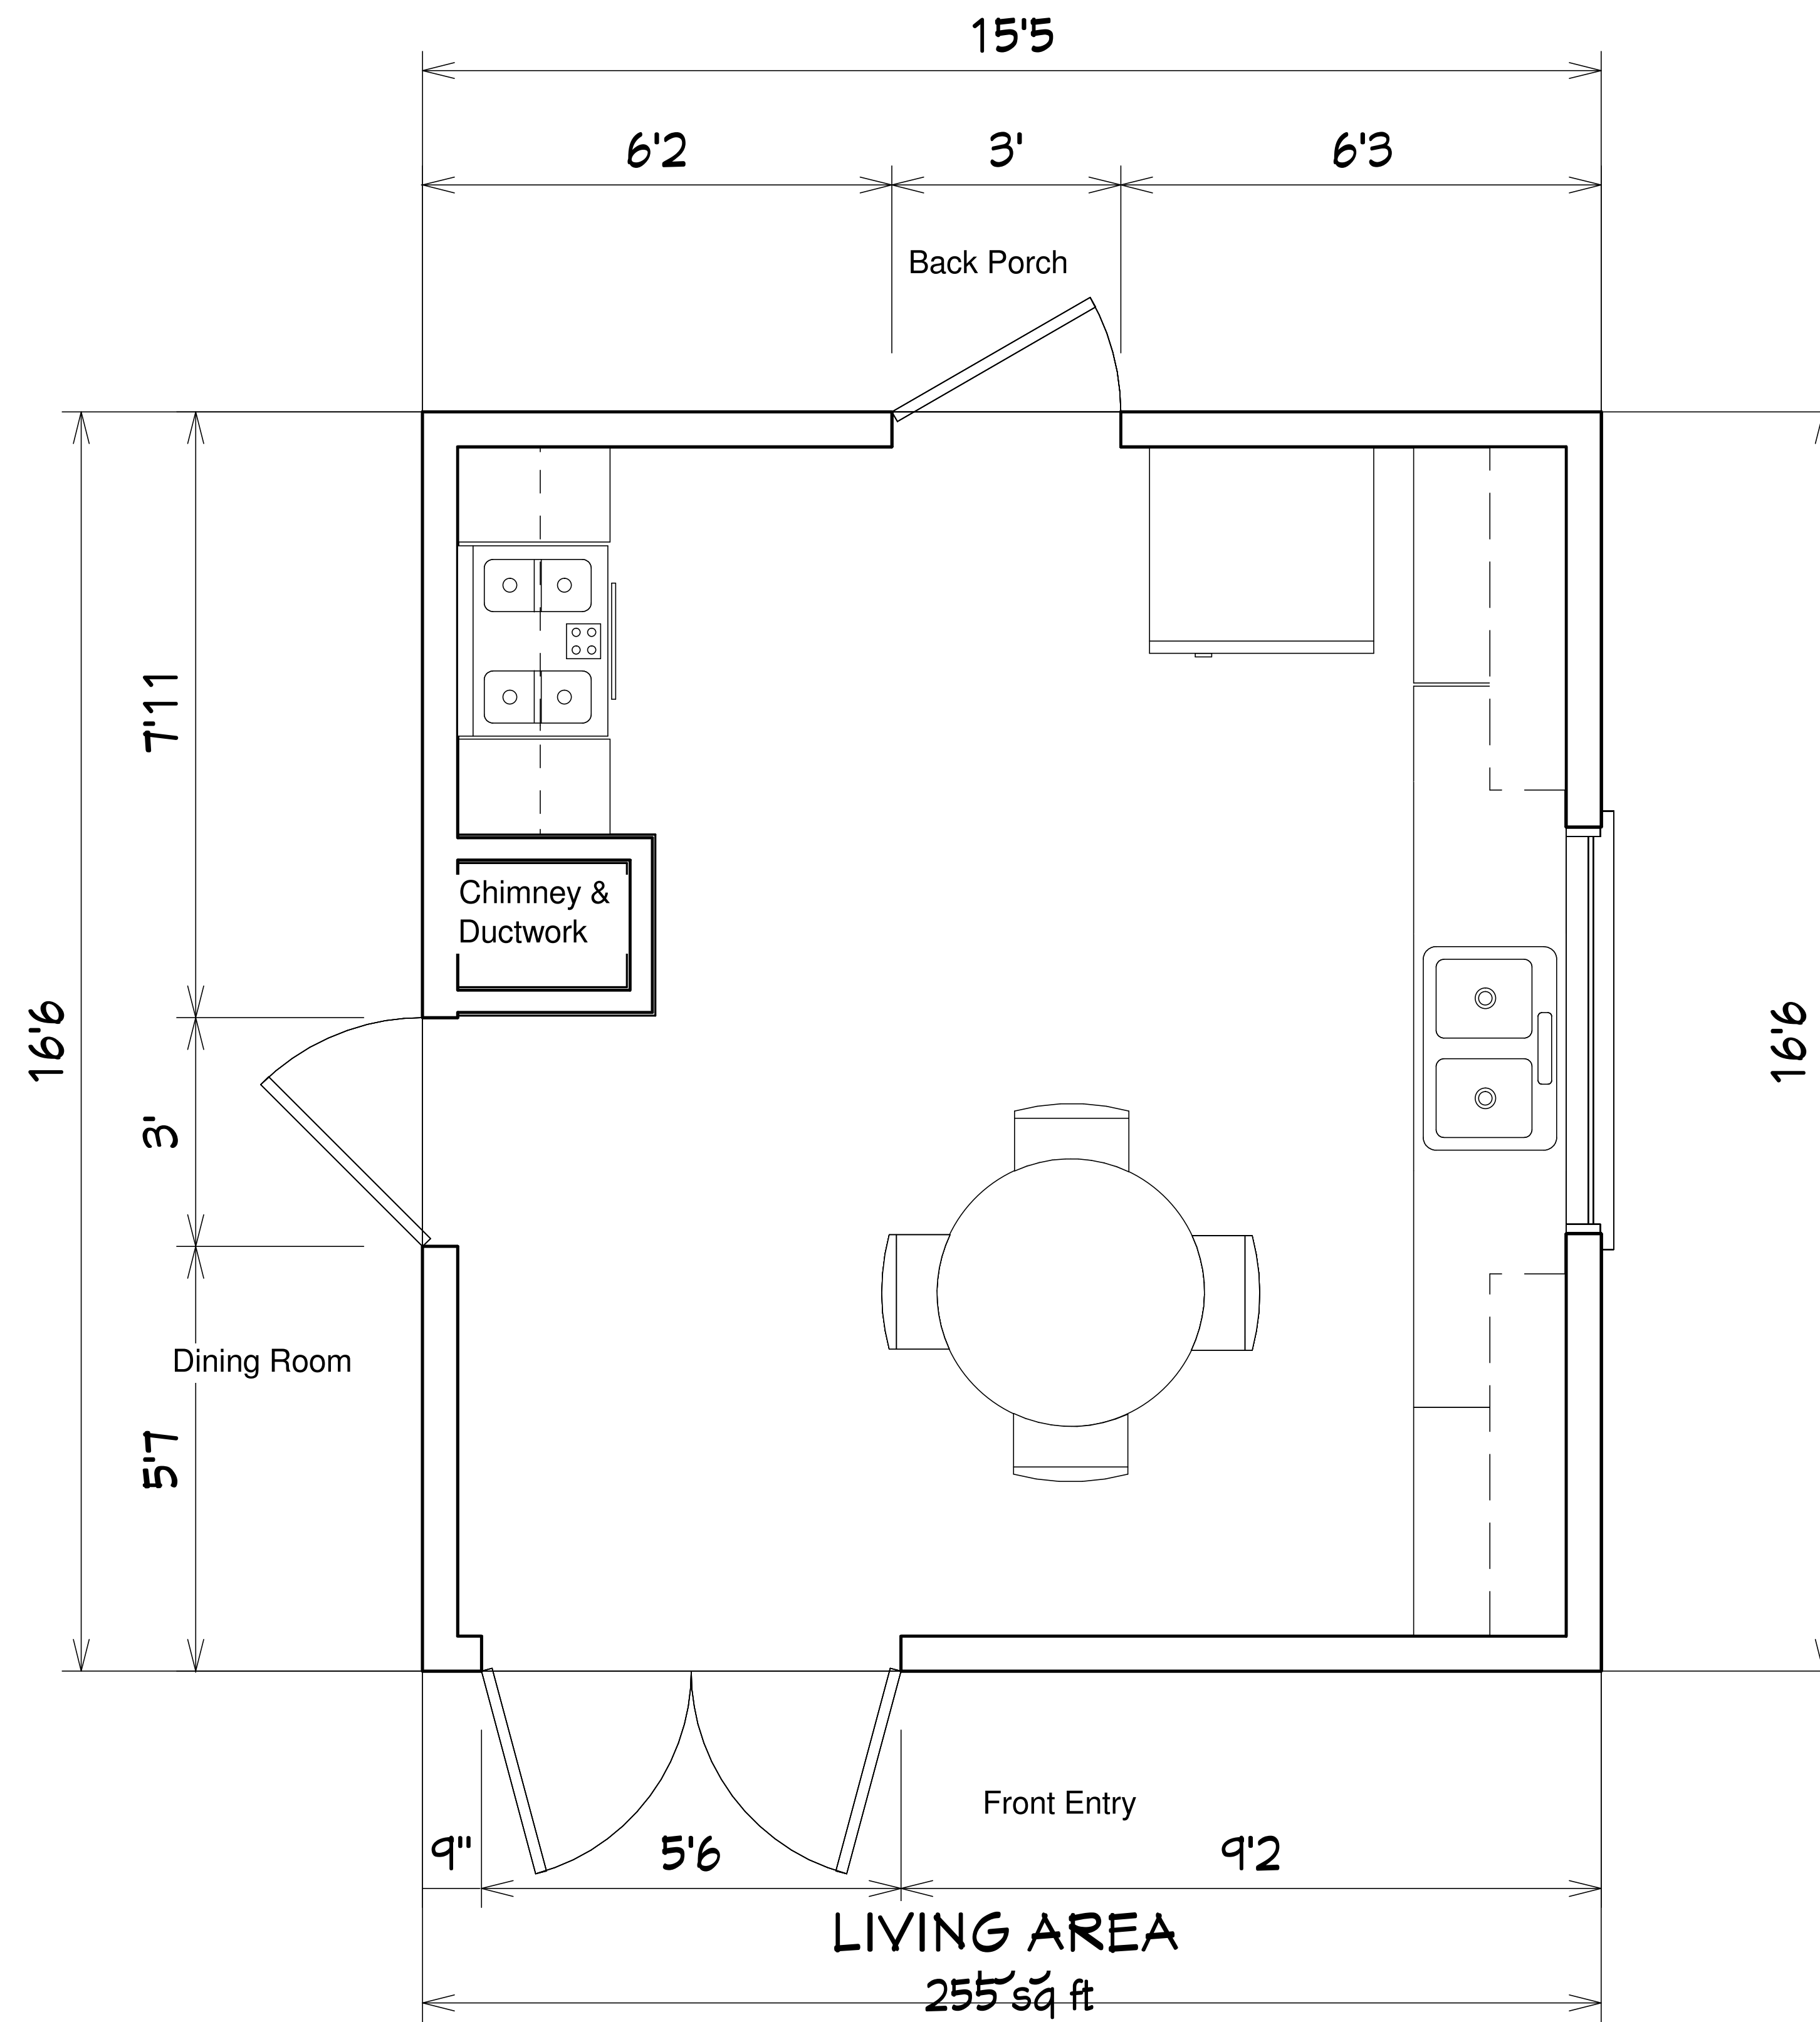 15'5
6'2
3'
6'3
Back Porch
7'11
Chimney &
Ductwork
16'6
16'6
3'
Dining Room
5'7
Front Entry
9"
5'6
9'2
LIVING AREA
255 sq ft